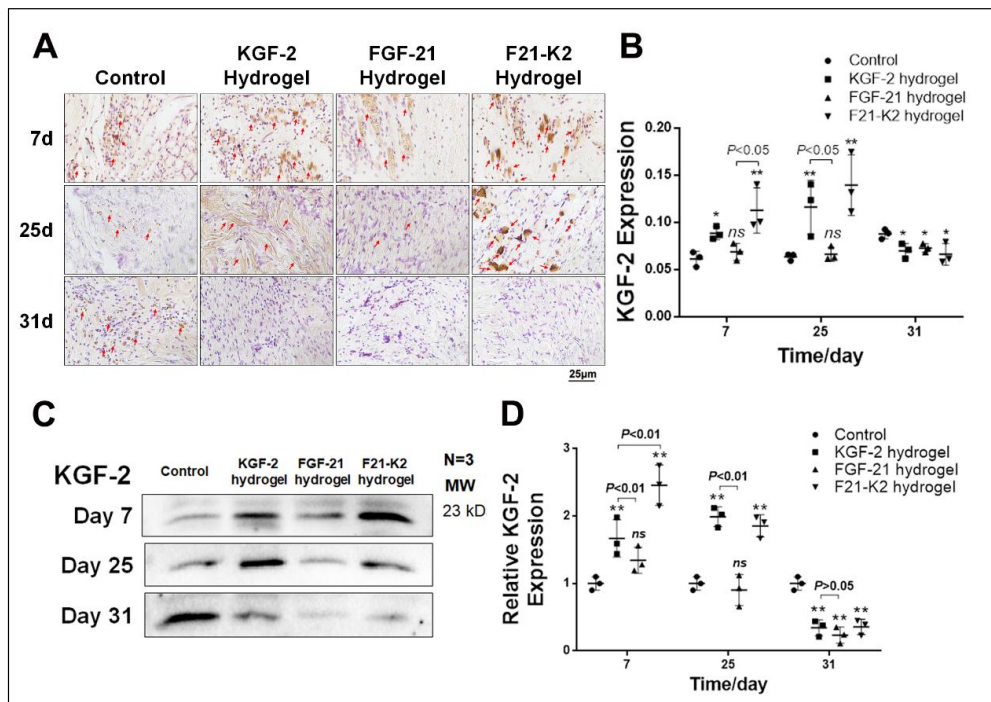 A
Control
KGF-2
Hydrogel
FGF-21
Hydrogel
F21-K2
Hydrogel
7d
25d
31d
25μm
B
Control
KGF-2 hydrogel
FGF-21 hydrogel
F21-K2 hydrogel
KGF-2 Expression
0.20
0.15
0.10
0.05
0.00
P<0.05
P<0.05
**
**
**
*
ns
ns
* * *
7 25 31
Time/day
C
KGF-2
Control
KGF-2
hydrogel
FGF-21
hydrogel
F21-K2
hydrogel
N=3
MW
23 kD
Day 7
Day 25
Day 31
D
Control
KGF-2 hydrogel
FGF-21 hydrogel
F21-K2 hydrogel
Relative KGF-2
Expression
3
2
1
0
P<0.01
**
P<0.01
**
ns
P<0.01
**
**
ns
P>0.05
** ** **
7 25 31
Time/day